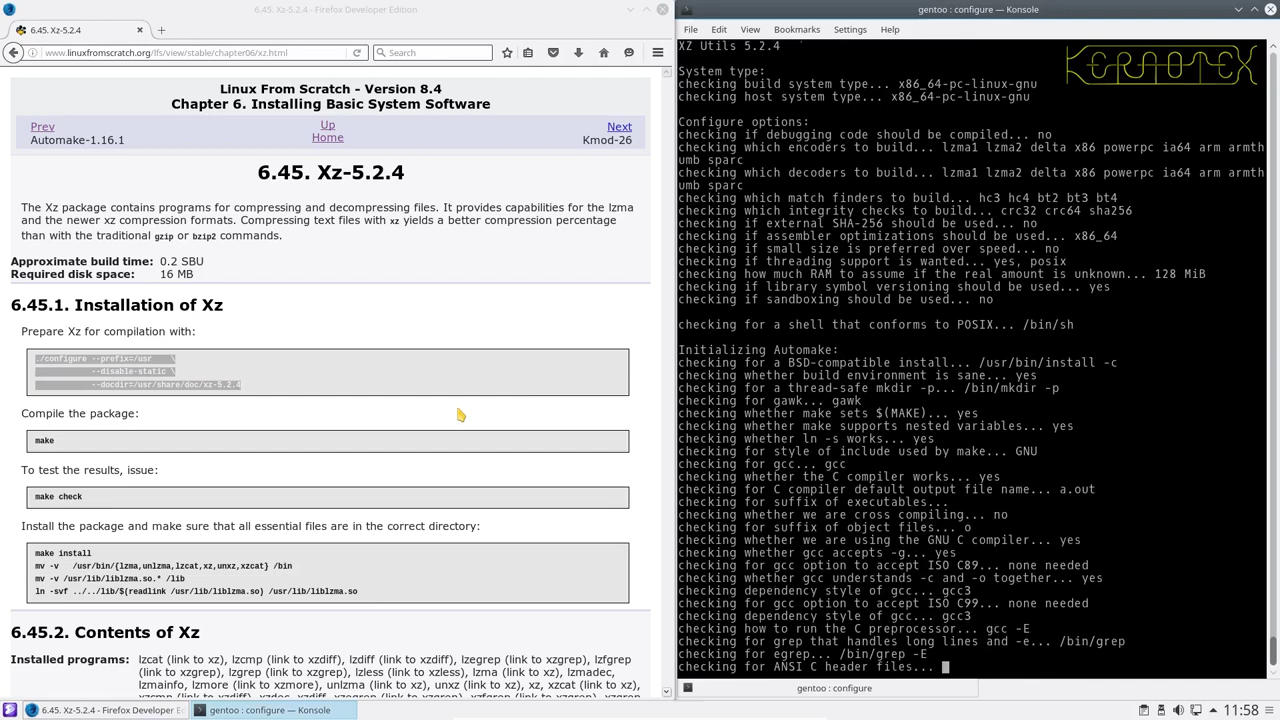 6.45. Xz-5.2.4 - Firefox Developer Edition
6.45. Xz-5.2.4
www.linuxfromscratch.org/lfs/view/stable/chapter06/xz.html
Search
Linux From Scratch - Version 8.4
Chapter 6. Installing Basic System Software
Prev
Up
Next
Automake-1.16.1
Home
Kmod-26
6.45. Xz-5.2.4
The Xz package contains programs for compressing and decompressing files. It provides capabilities for the lzma
and the newer xz compression formats. Compressing text files with xz yields a better compression percentage
than with the traditional gzip or bzip2 commands.
Approximate build time: 0.2 SBU
Required disk space: 16 MB
6.45.1. Installation of Xz
Prepare Xz for compilation with:
./configure --prefix=/usr \
--disable-static \
--docdir=/usr/share/doc/xz-5.2.4
Compile the package:
make
To test the results, issue:
make check
Install the package and make sure that all essential files are in the correct directory:
make install
mv -v /usr/bin/{lzma,unlzma,lzcat,xz,unxz,xzcat} /bin
mv -v /usr/lib/liblzma.so.* /lib
ln -svf ../../lib/$(readlink /usr/lib/liblzma.so) /usr/lib/liblzma.so
6.45.2. Contents of Xz
Installed programs: lzcat (link to xz), lzcmp (link to xzdiff), lzdiff (link to xzdiff),
lzegrep (link to xzgrep), lzfgrep
(link to xzgrep), lzgrep (link to xzgrep), lzless (link to xzless), lzma (link to xz), lzmadec,
lzmainfo, lzmore (link to xzmore), unlzma (link to xz), unxz (link to xz), xz, xzcat (link to
gentoo : configure — Konsole
File Edit View Bookmarks Settings Help
KERNOTEX
XZ Utils 5.2.4
System type:
checking build system type... x86_64-pc-linux-gnu
checking host system type... x86_64-pc-linux-gnu
Configure options:
checking if debugging code should be compiled... no
checking which encoders to build... lzma1 lzma2 delta x86 powerpc ia64 arm armth
umb sparc
checking which decoders to build... lzma1 lzma2 delta x86 powerpc ia64 arm armth
umb sparc
checking which match finders to build... hc3 hc4 bt2 bt3 bt4
checking which integrity checks to build... crc32 crc64 sha256
checking if external SHA-256 should be used... no
checking if assembler optimizations should be used... x86_64
checking if small size is preferred over speed... no
checking if threading support is wanted... yes, posix
checking how much RAM to assume if the real amount is unknown... 128 MiB
checking if library symbol versioning should be used... yes
checking if sandboxing should be used... no
checking for a shell that conforms to POSIX... /bin/sh
Initializing Automake:
checking for a BSD-compatible install... /usr/bin/install -c
checking whether build environment is sane... yes
checking for a thread-safe mkdir -p... /bin/mkdir -p
checking for gawk... gawk
checking whether make sets $(MAKE)... yes
checking whether make supports nested variables... yes
checking whether ln -s works... yes
checking for style of include used by make... GNU
checking for gcc... gcc
checking whether the C compiler works... yes
checking for C compiler default output file name... a.out
checking for suffix of executables...
checking whether we are cross compiling... no
checking for suffix of object files... o
checking whether we are using the GNU C compiler... yes
checking whether gcc accepts -g... yes
checking for gcc option to accept ISO C89... none needed
checking whether gcc understands -c and -o together... yes
checking dependency style of gcc... gcc3
checking for gcc option to accept ISO C99... none needed
checking dependency style of gcc... gcc3
checking how to run the C preprocessor... gcc -E
checking for grep that handles long lines and -e... /bin/grep
checking for egrep... /bin/grep -E
checking for ANSI C header files...
gentoo : configure
6.45. Xz-5.2.4 - Firefox Developer E
gentoo : configure — Konsole
11:58